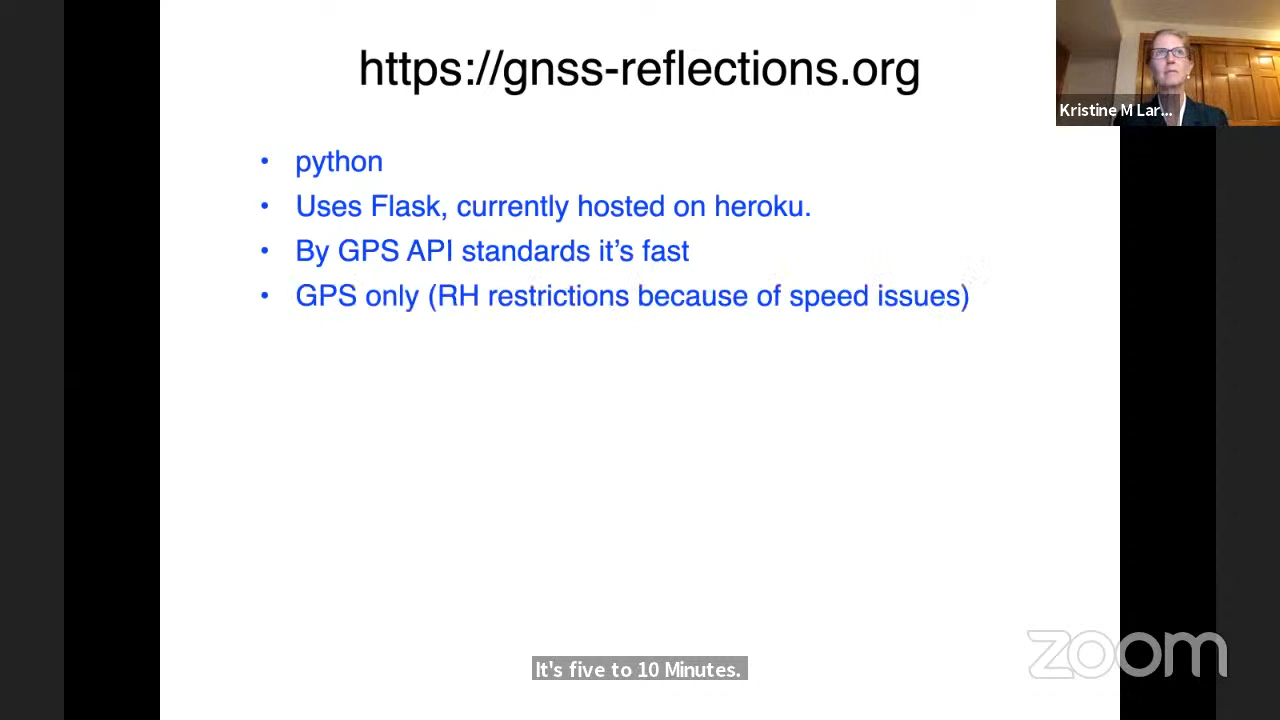 https://gnss-reflections.org
Kristine M Lar...
• python
• Uses Flask, currently hosted on heroku.
• By GPS API standards it's fast
• GPS only (RH restrictions because of speed issues)
zoom
It's five to 10 Minutes.